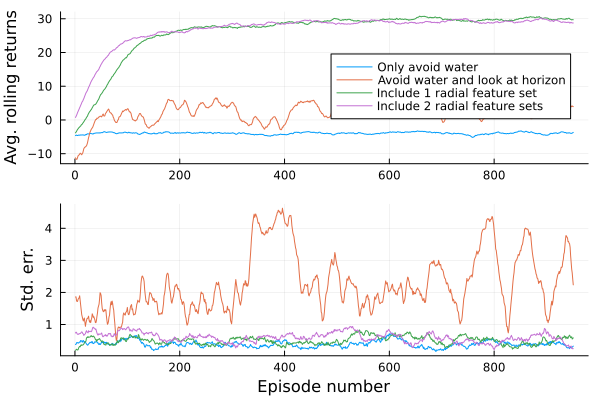 Avg. rolling returns
30
20
10
0
−10
Only avoid water
Avoid water and look at horizon
Include 1 radial feature set
Include 2 radial feature sets
0 200 400 600 800
Std. err.
4
3
2
1
0 200 400 600 800
Episode number